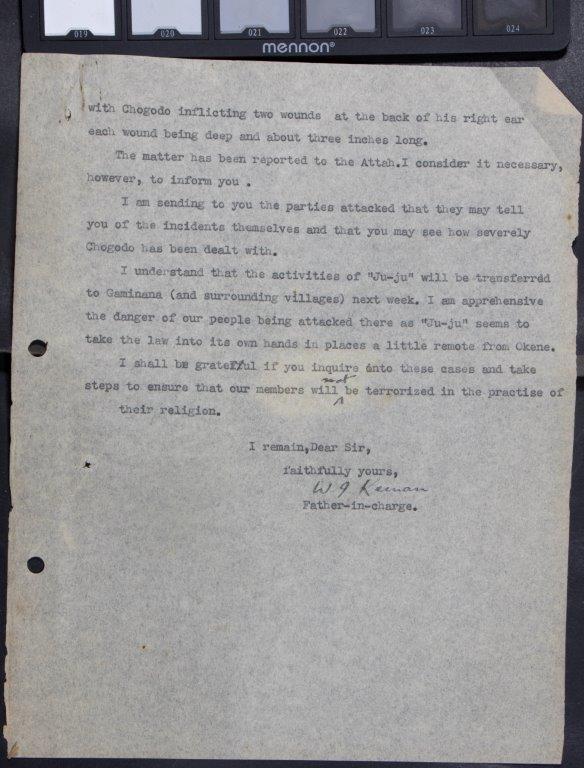 019 020 021 022 023 024
mennon®
with Chogodo inflicting two wounds at the back of his right ear
each wound being deep and about three inches long.
The matter has been reported to the Attah.I consider it necessary,
however, to inform you .
I am sending to you the parties attacked that they may tell
you of the incidents themselves and that you may see how severely
Chogodo has been dealt with.
I understand that the activities of "Ju-ju" will be transferred
to Gaminana (and surrounding villages) next week. I am apprehensive
the danger of our people being attacked there as "Ju-ju" seems to
take the law into its own hands in places a little remote from Okene.
I shall be grateful if you inquire into these cases and take
not
steps to ensure that our members will be terrorized in the practise of
their religion.
I remain,Dear Sir,
faithfully yours,
W J Keenan
Father-in-charge.